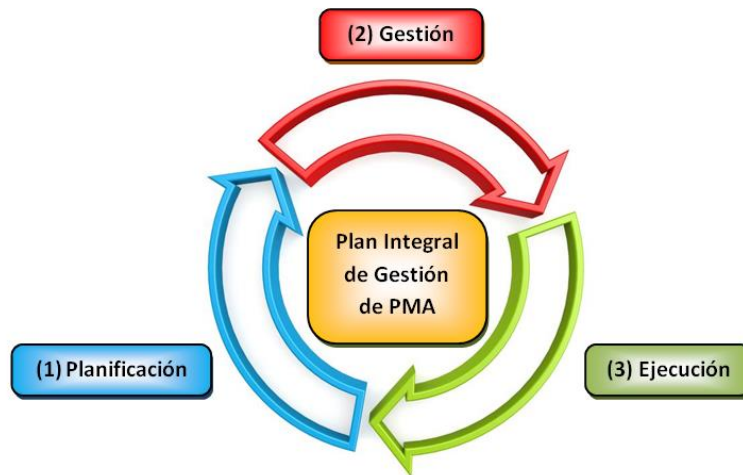 (2) Gestión
Plan Integral
de Gestión
de PMA
(1) Planificación
(3) Ejecución